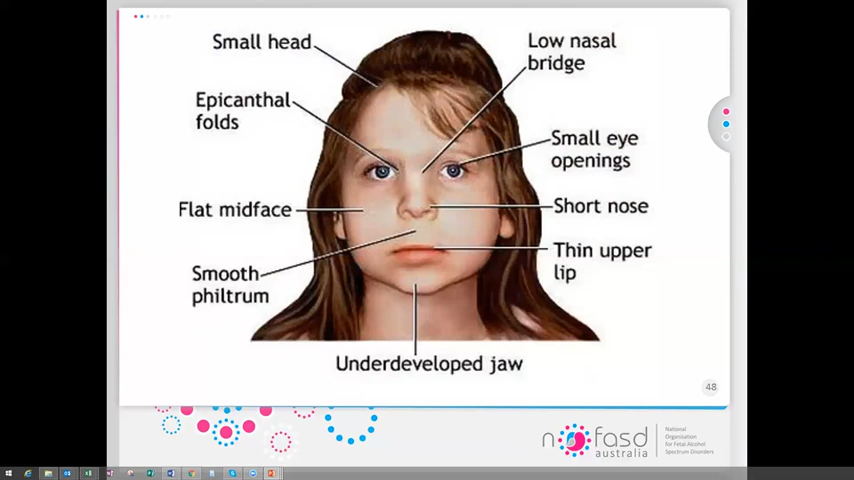 Small head
Low nasal
bridge
Epicanthal
folds
Small eye
openings
Flat midface
Short nose
Thin upper
lip
Smooth
philtrum
Underdeveloped jaw
48
nofasd
australia
National
Organisation
for Fetal Alcohol
Spectrum Disorders